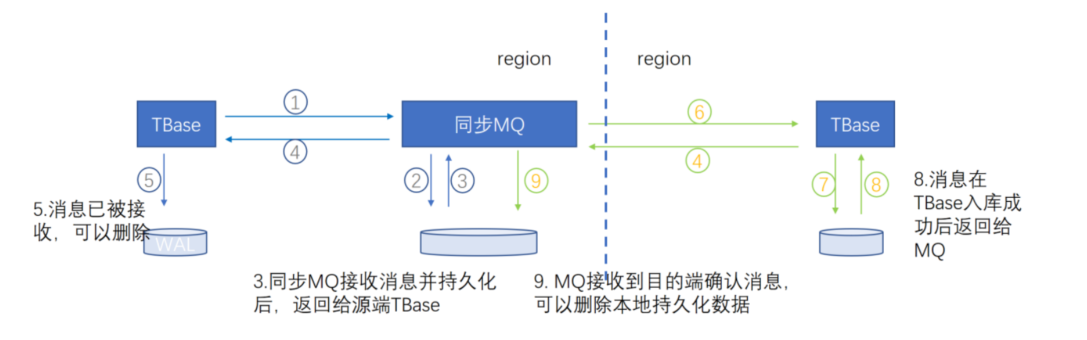 region
region
①
⑥
TBase
同步MQ
TBase
④
④
⑤
②
③
⑨
⑦
⑧
5.消息已被接
收，可以删除
WAL
8.消息在
TBase入库成
功后返回给
MQ
3.同步MQ接收消息并持久化
后，返回给源端TBase
9. MQ接收到目的端确认消息，
可以删除本地持久化数据